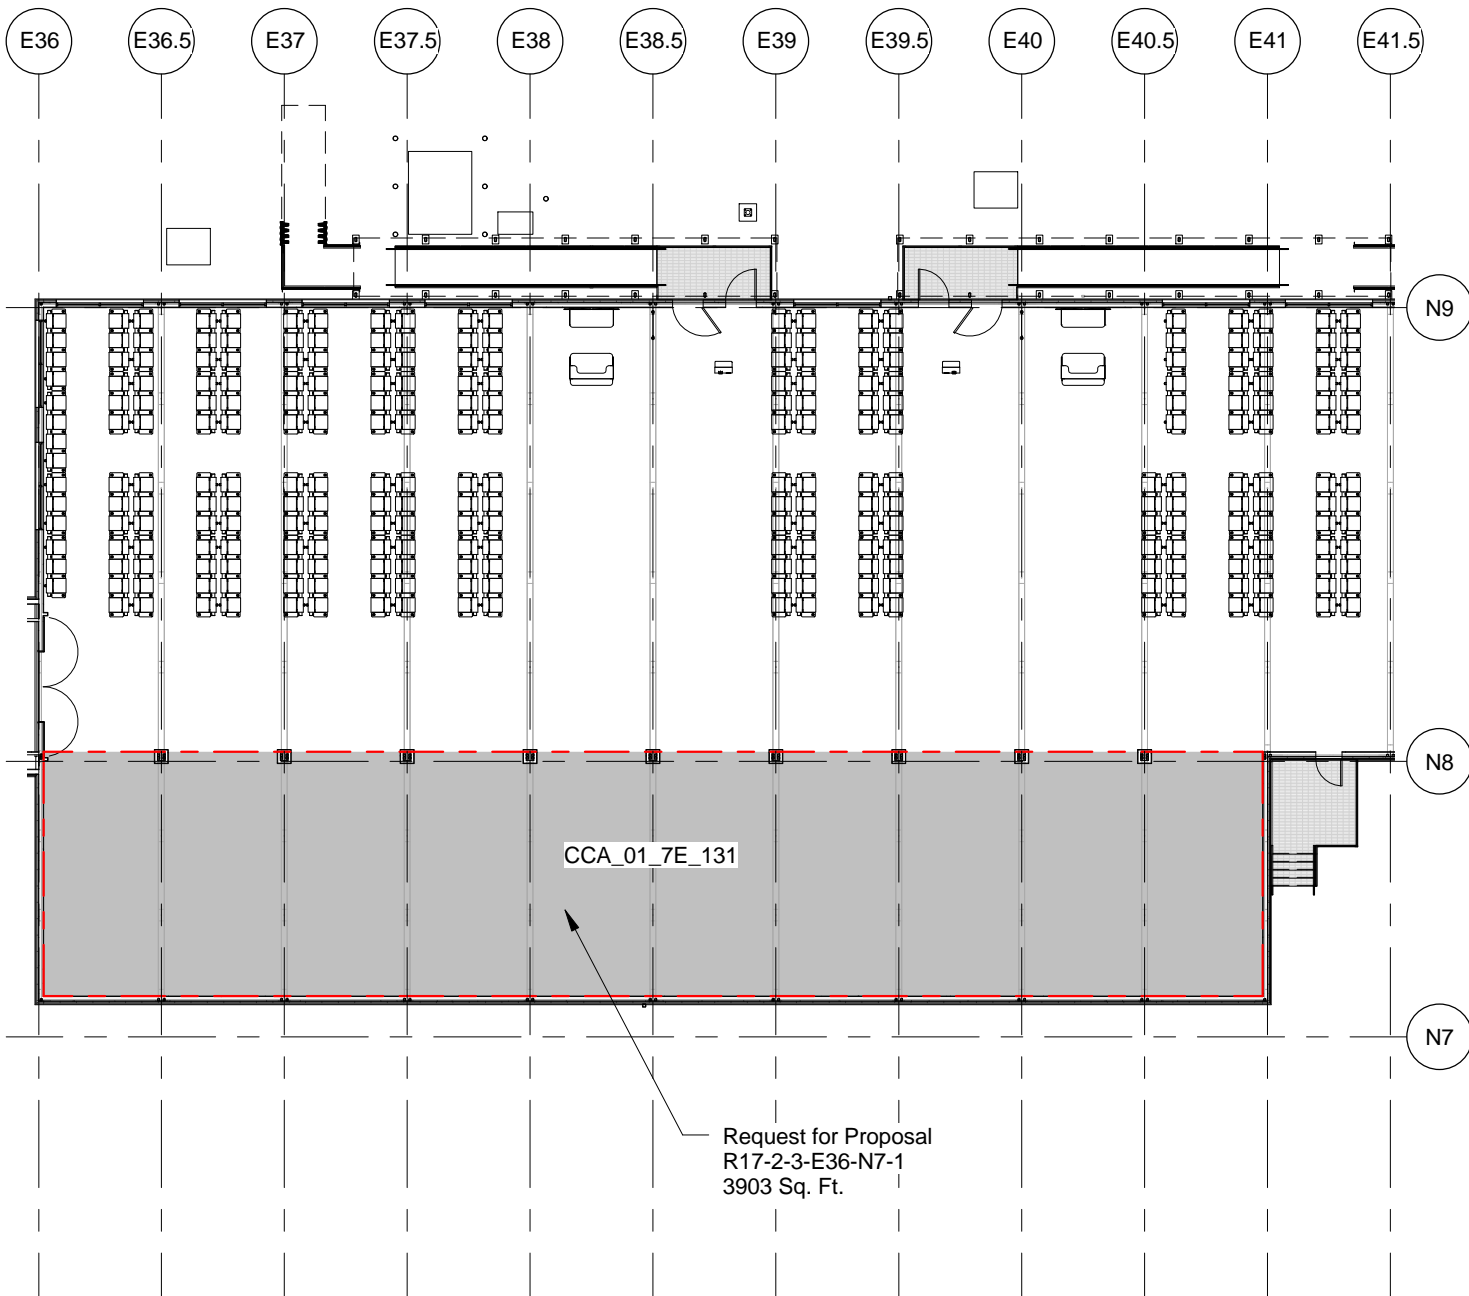 E36 E36.5 E37 E37.5 E38 E38.5 E39 E39.5 E40 E40.5 E41 E41.5
N9
N8
CCA_01_7E_131
N7
Request for Proposal
R17-2-3-E36-N7-1
3903 Sq. Ft.